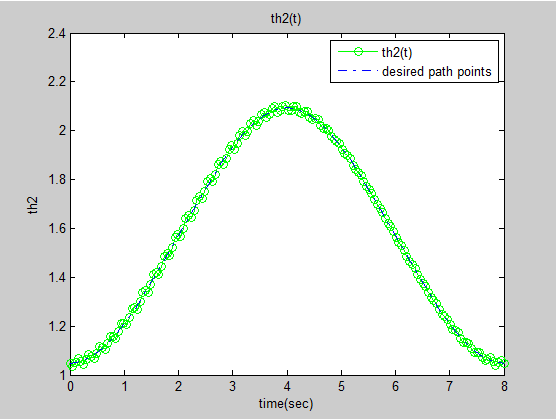 th2(t)
2.4
2.2
2
1.8
1.6
1.4
1.2
1
th2
th2(t)
desired path points
0 1 2 3 4 5 6 7 8
time(sec)